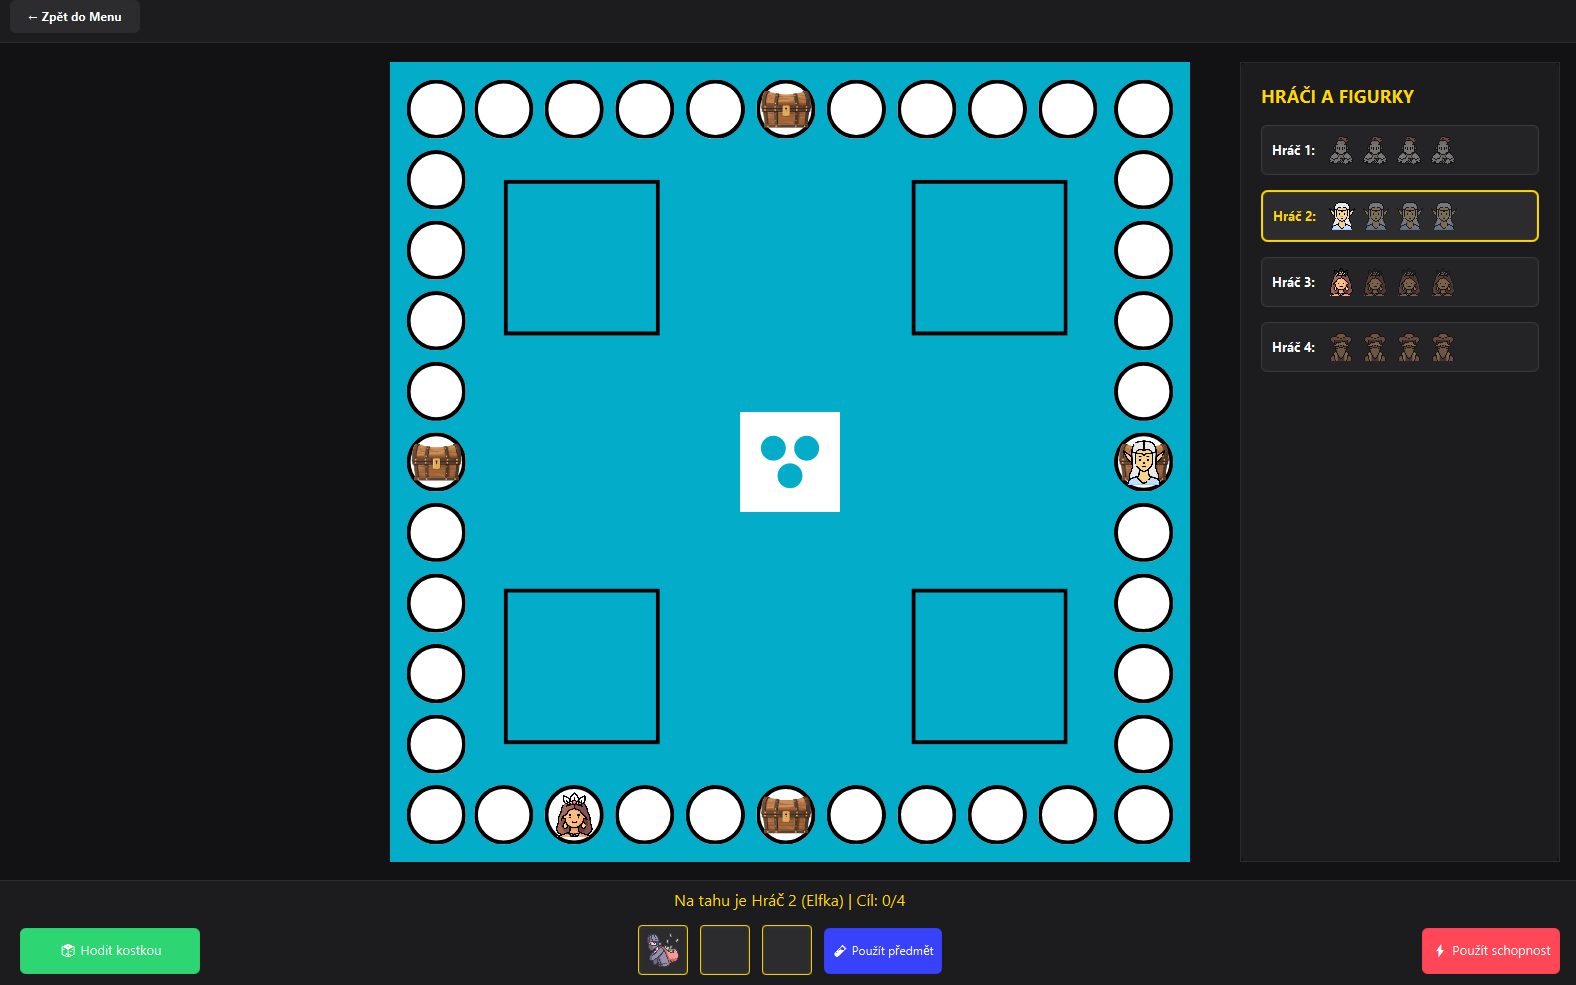 ← Zpět do Menu
HRÁČI A FIGURKY
Hráč 1:
Hráč 2:
Hráč 3:
Hráč 4:
Na tahu je Hráč 2 (Elfka) | Cíl: 0/4
Hodit kostkou
Použít předmět
Použít schopnost